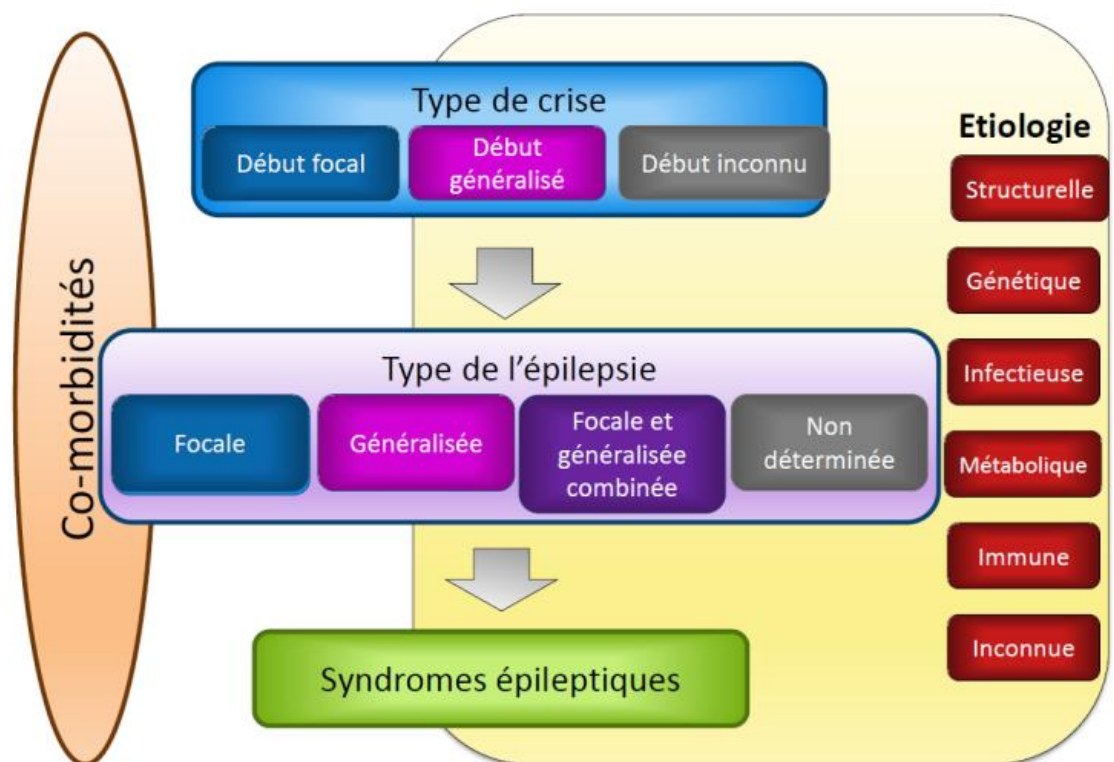 Co-morbidités
Type de crise
Début focal
Début
généralisé
Début inconnu
Type de l'épilepsie
Focale
Généralisée
Focale et
généralisée
combinée
Non
déterminée
Syndromes épileptiques
Etiologie
Structurelle
Génétique
Infectieuse
Métabolique
Immune
Inconnue